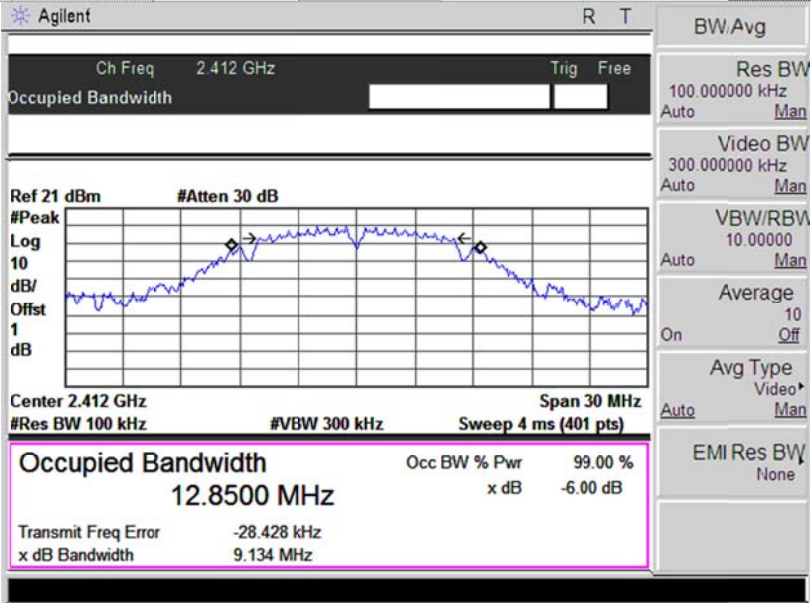 Agilent
R T
Ch Freq 2.412 GHz Trig Free
Occupied Bandwidth
Ref 21 dBm #Atten 30 dB
#Peak
Log
10
dB/
Offst
1
dB
Center 2.412 GHz Span 30 MHz
#Res BW 100 kHz #VBW 300 kHz Sweep 4 ms (401 pts)
Occupied Bandwidth Occ BW % Pwr 99.00 %
12.8500 MHz x dB -6.00 dB
Transmit Freq Error -28.428 kHz
x dB Bandwidth 9.134 MHz
BW/Avg
Res BW
100.000000 kHz
Auto Man
Video BW
300.000000 kHz
Auto Man
VBW/RBW
10.00000
Auto Man
Average
10
On Off
Avg Type
Video
Auto Man
EMI Res BW
None